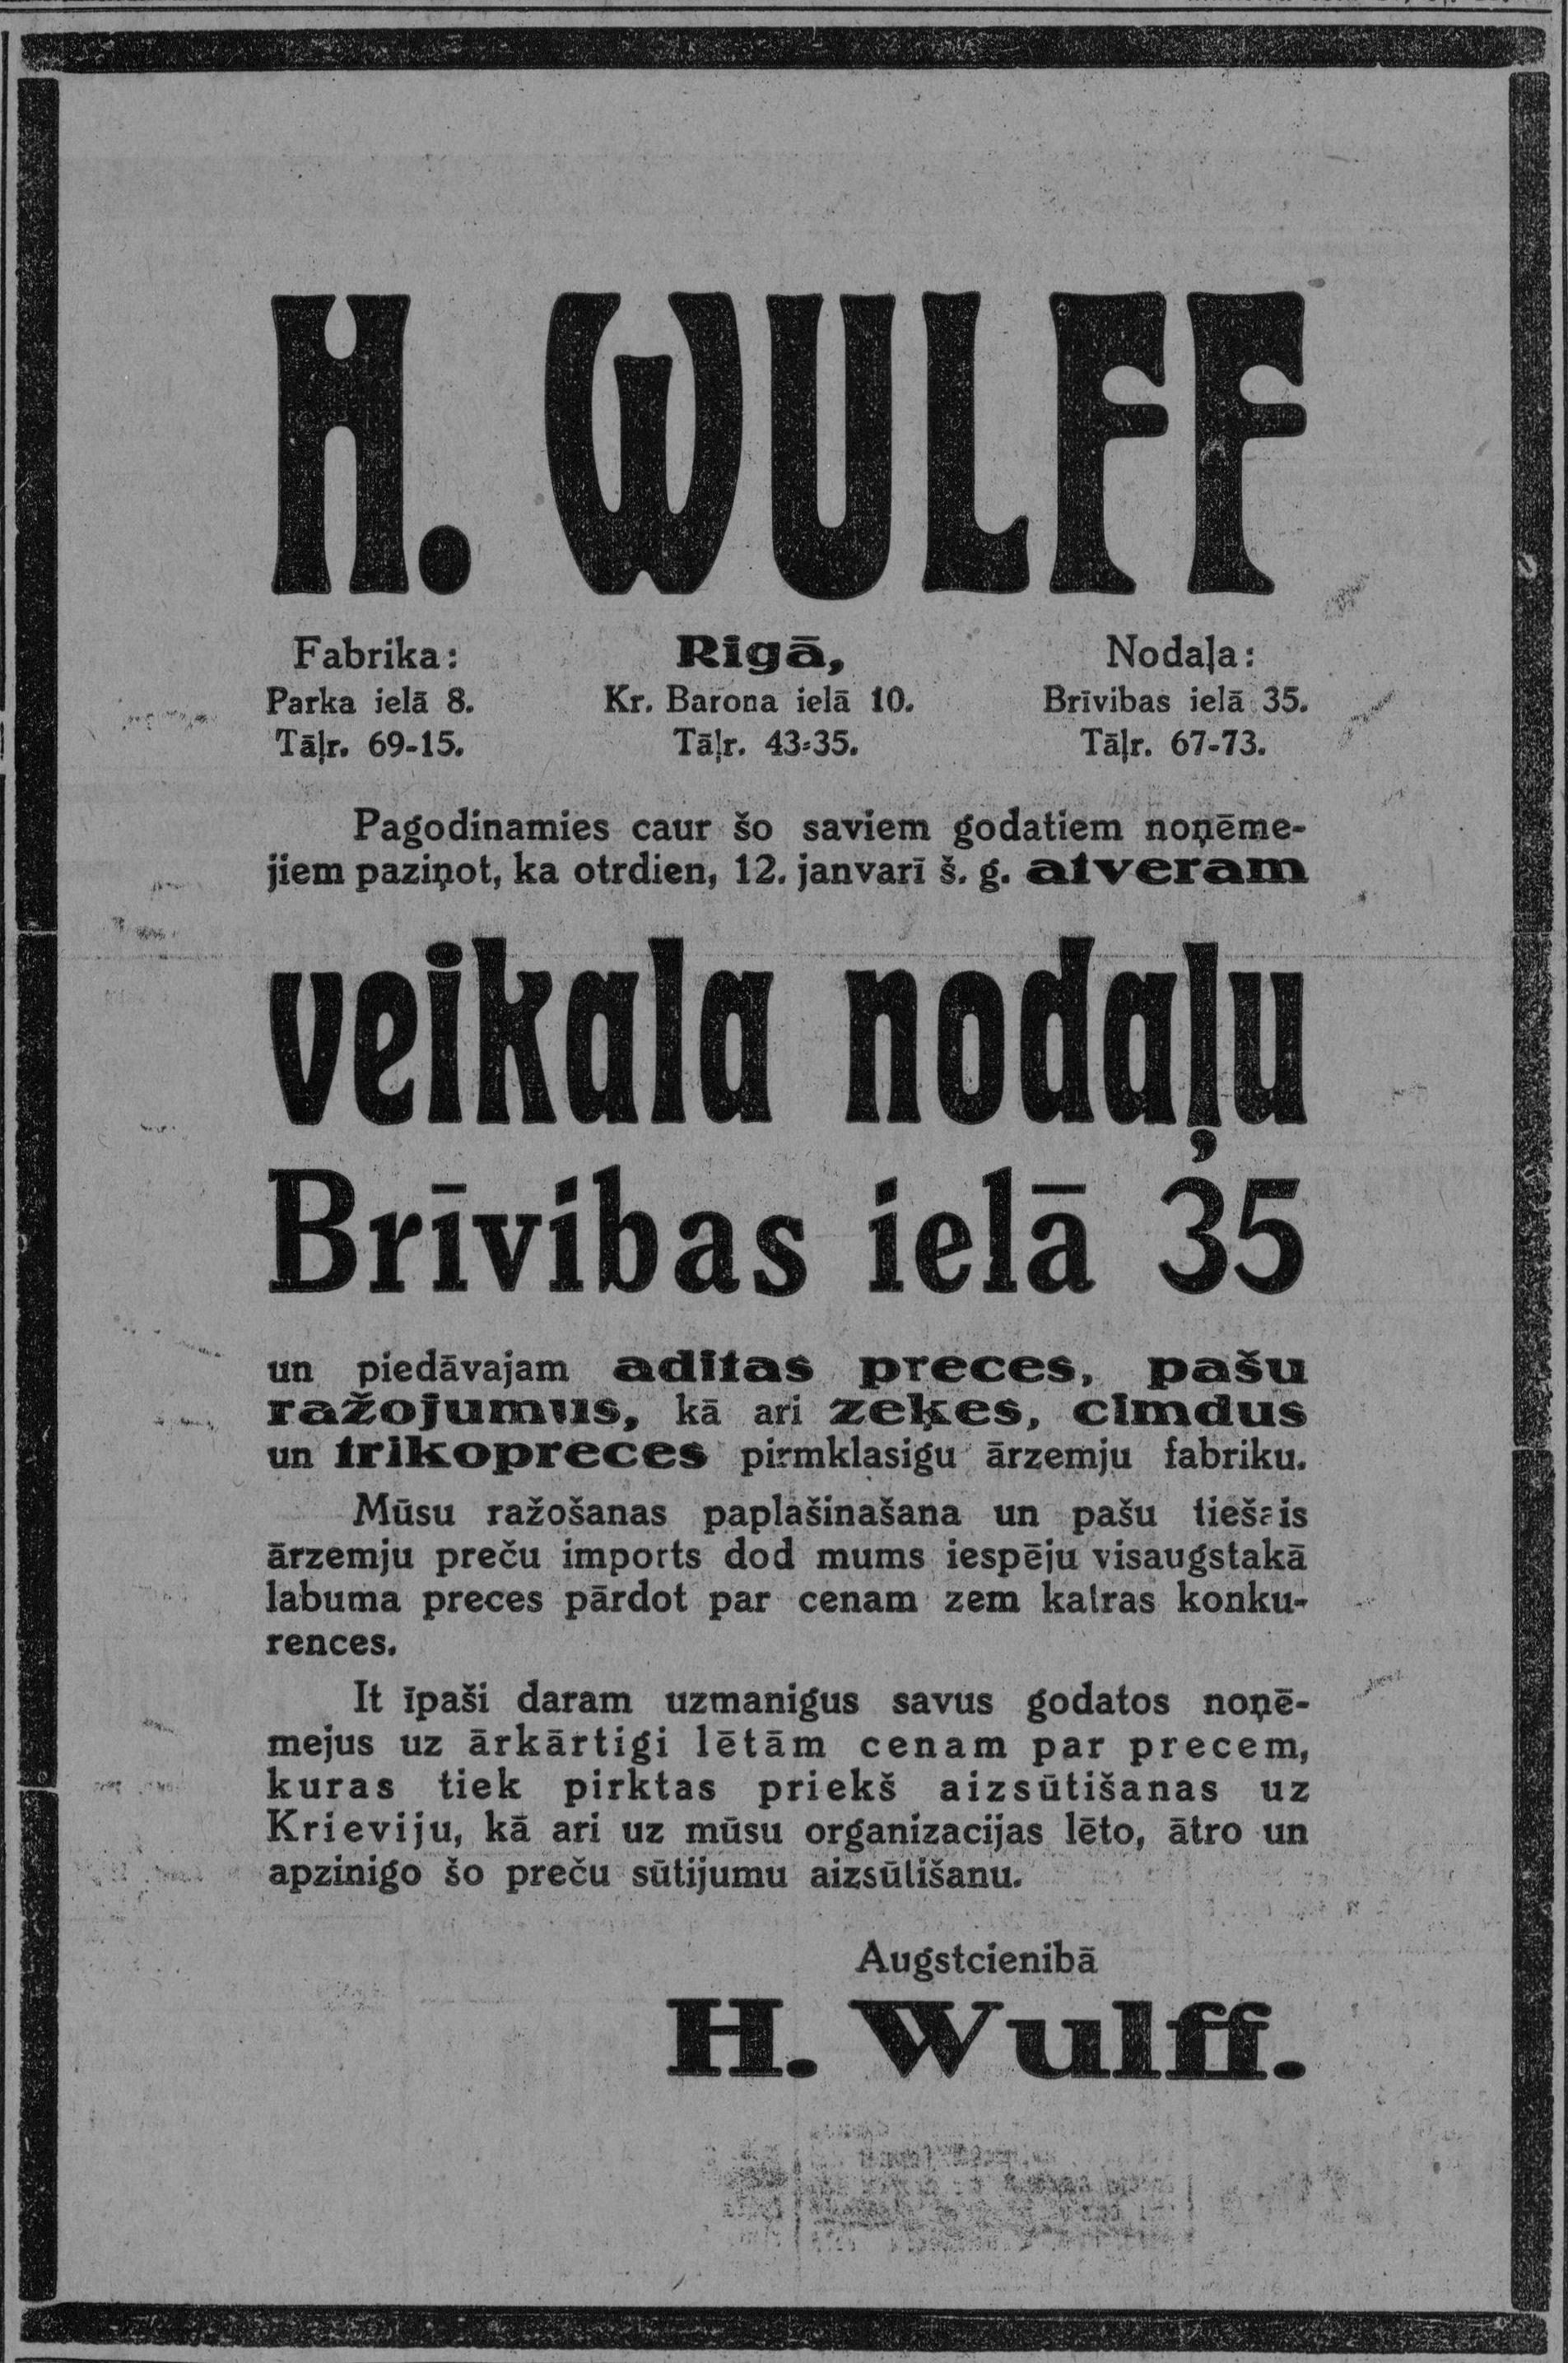 H. WULFF
Fabrika: Rīgā, Nodaļa:
Parka ielā 8. Kr. Barona ielā 10. Brīvibas ielā 35.
Tāļr. 69-15. Tāļr. 43-35. Tāļr. 67-73.
Pagodinamies caur šo saviem godatiem noņēme-
jiem paziņot, ka otrdien, 12. janvarī š. g. atveram
veikala nodaļu
Brīvibas ielā 35
un piedāvajam aditas preces, pašu
ražojumus, kā ari zeķes, cimdus
un trikopreces pirmklasigu ārzemju fabriku.
Mūsu ražošanas paplašinašana un pašu tiešais
ārzemju preču imports dod mums iespēju visaugstakā
labuma preces pārdot par cenam zem katras konku-
rences.
It īpaši daram uzmanigus savus godatos noņē-
mejus uz ārkārtigi lētām cenam par precem,
kuras tiek pirktas priekš aizsūtišanas uz
Krieviju, kā ari uz mūsu organizacijas lēto, ātro un
apzinigo šo preču sūtijumu aizsūtišanu.
Augstcienibā
H. Wulff.